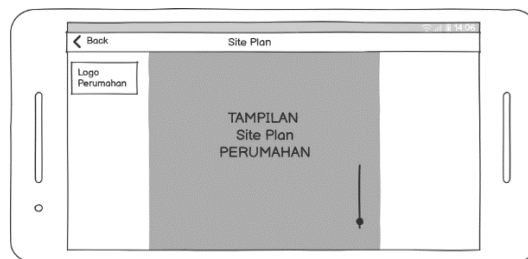 14:06
Back
Site Plan
Logo
Perumahan
TAMPILAN
Site Plan
PERUMAHAN